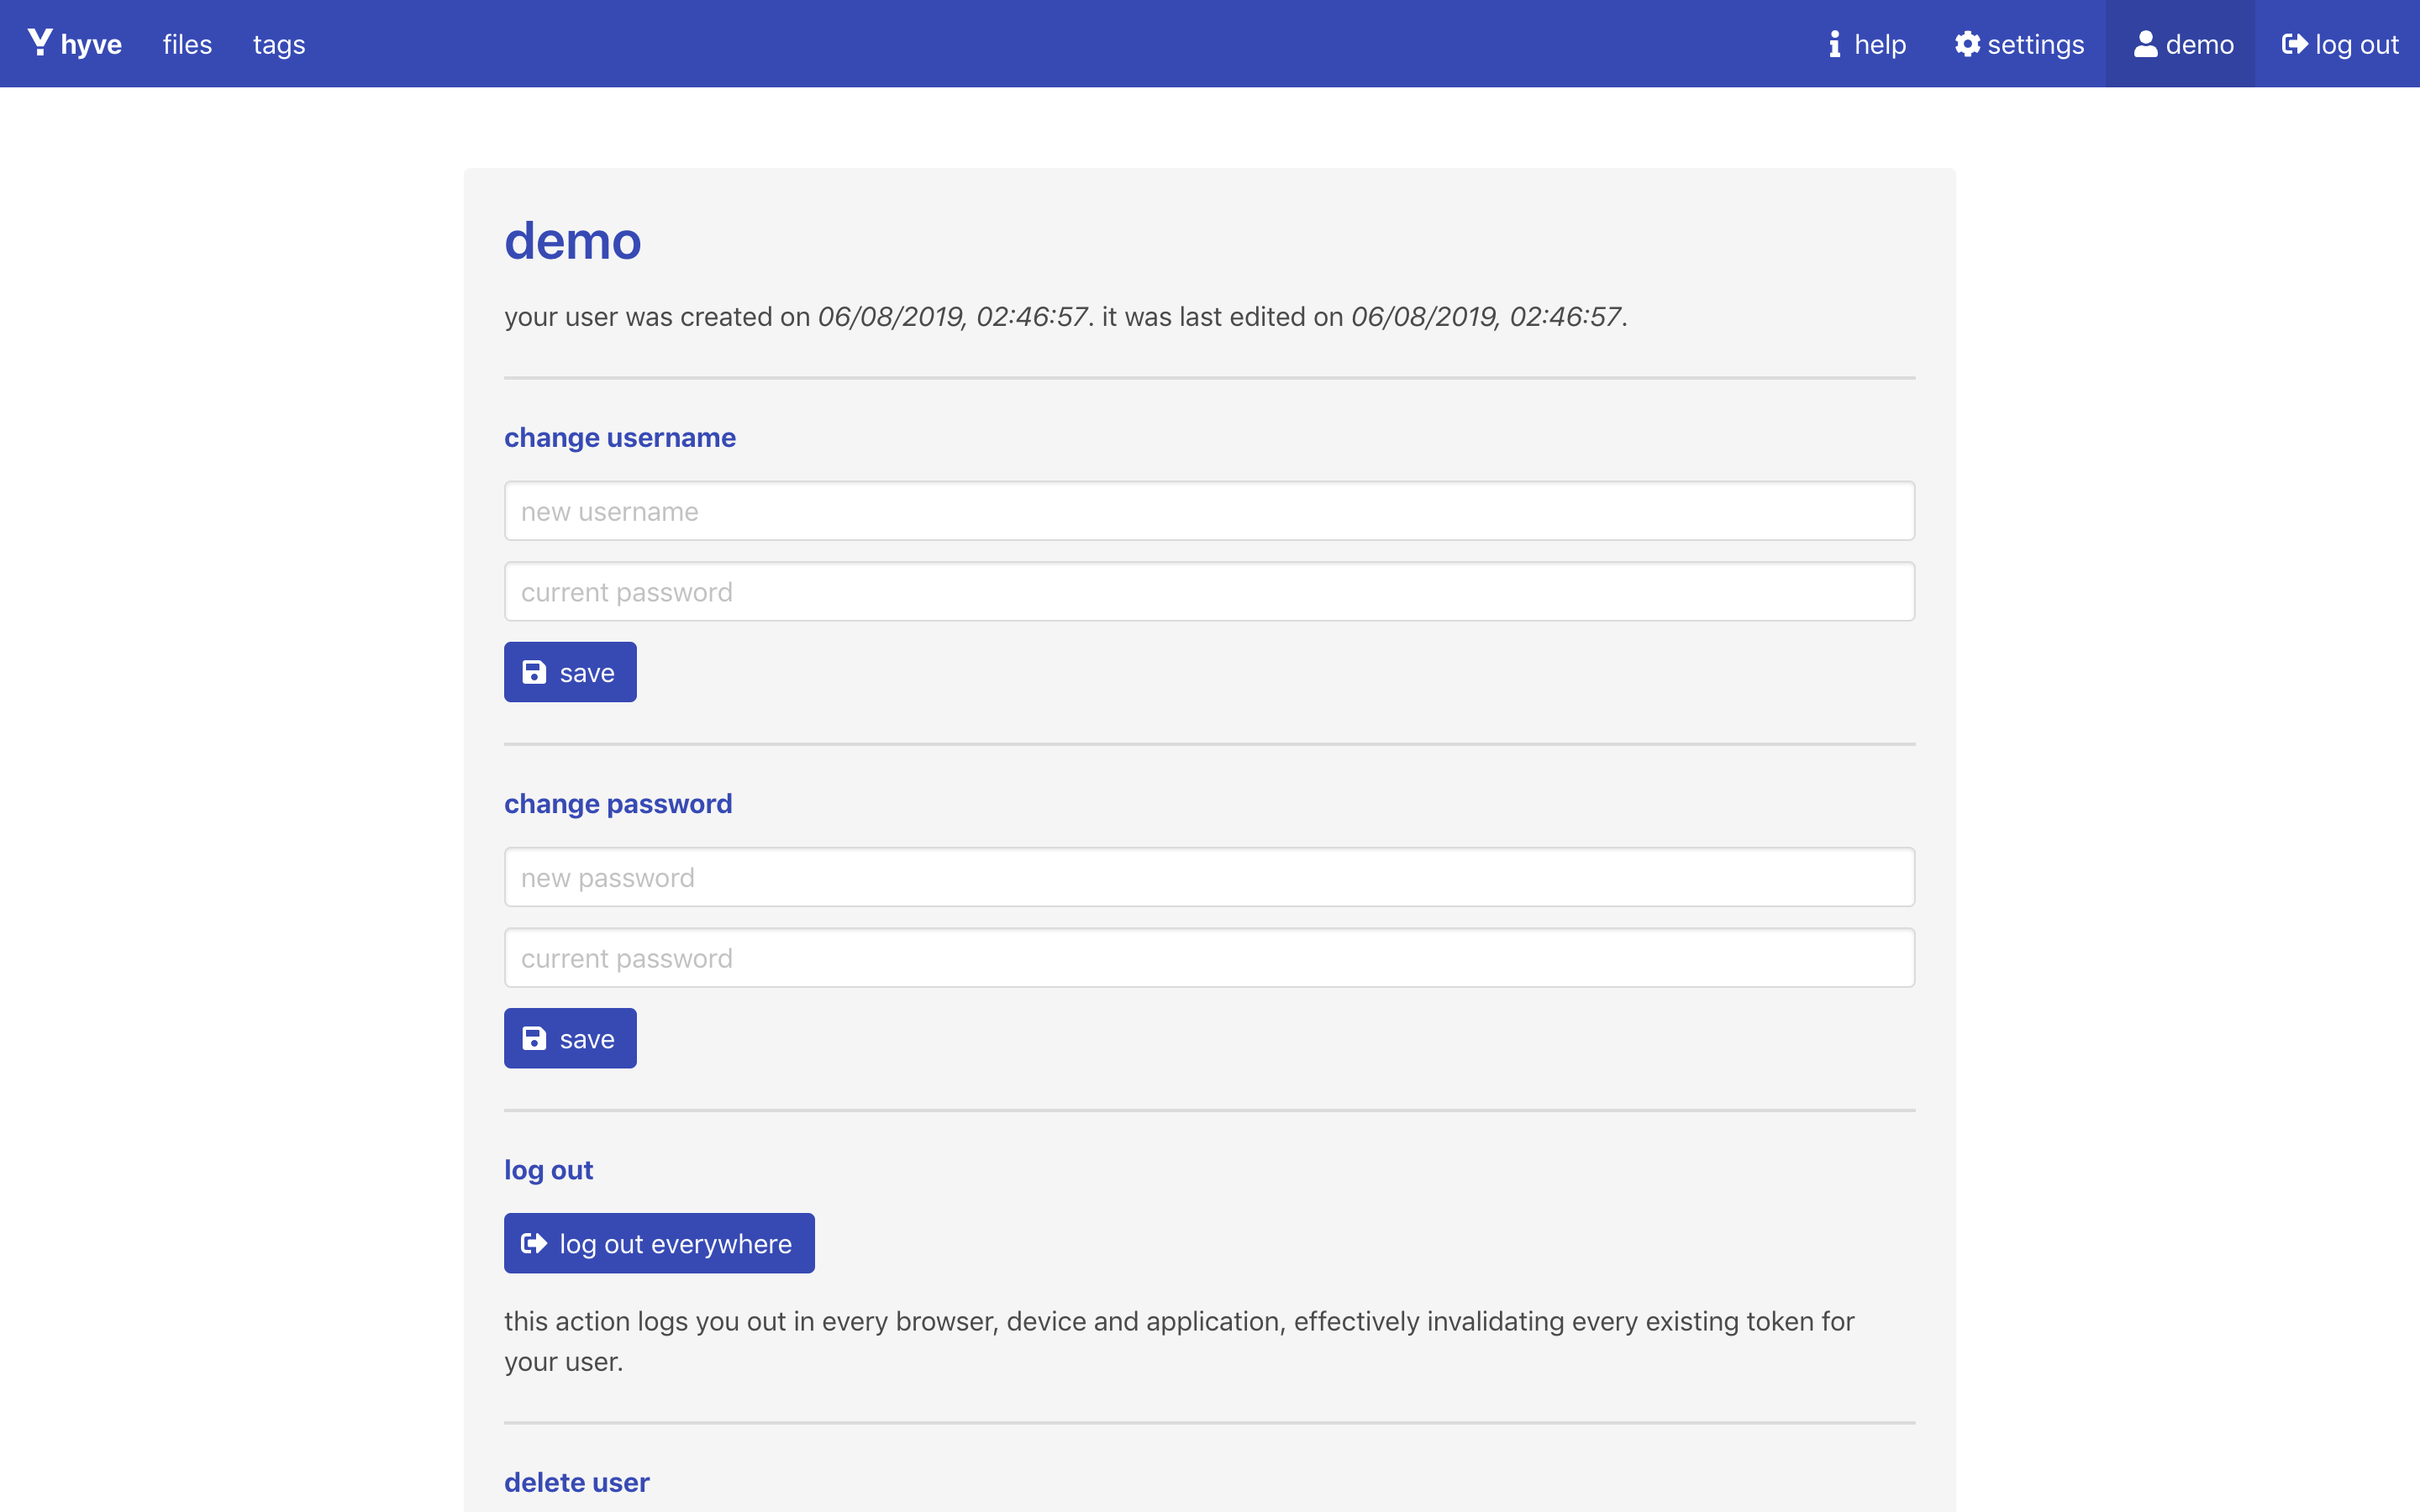 hyve files tags help settings demo log out
demo
your user was created on 06/08/2019, 02:46:57. it was last edited on 06/08/2019, 02:46:57.
change username
new username
current password
save
change password
new password
current password
save
log out
log out everywhere
this action logs you out in every browser, device and application, effectively invalidating every existing token for
your user.
delete user